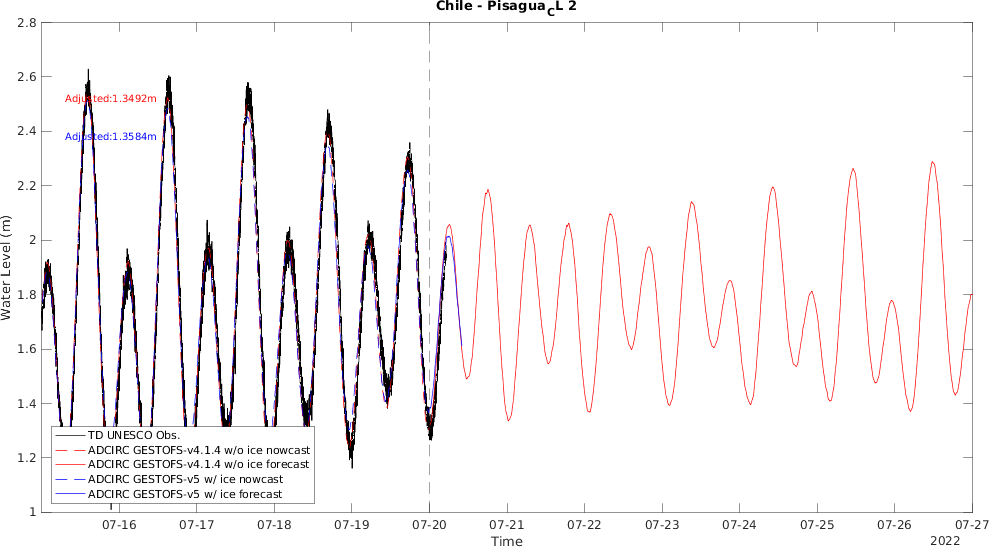 Chile - Pisagua_CL 2
2.8
2.6
2.4
2.2
2
1.8
1.6
1.4
1.2
1
Water Level (m)
Adjusted:1.3492m
Adjusted:1.3584m
TD UNESCO Obs.
ADCIRC GESTOFS-v4.1.4 w/o ice nowcast
ADCIRC GESTOFS-v4.1.4 w/o ice forecast
ADCIRC GESTOFS-v5 w/ ice nowcast
ADCIRC GESTOFS-v5 w/ ice forecast
07-16 07-17 07-18 07-19 07-20 07-21 07-22 07-23 07-24 07-25 07-26 07-27
Time
2022